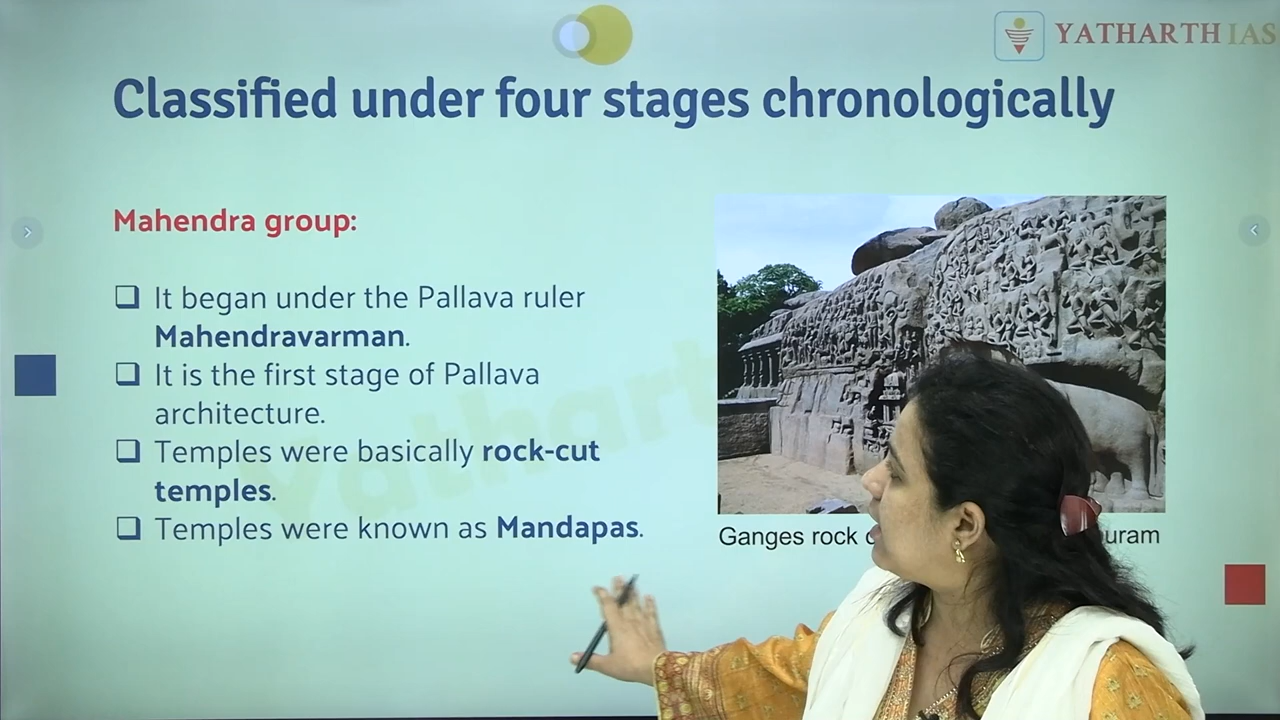 YATHARTH IAS
Classified under four stages chronologically
Mahendra group:
It began under the Pallava ruler
Mahendravarman.
It is the first stage of Pallava
architecture.
Temples were basically rock-cut
temples.
Temples were known as Mandapas.
Ganges rock
Yathart